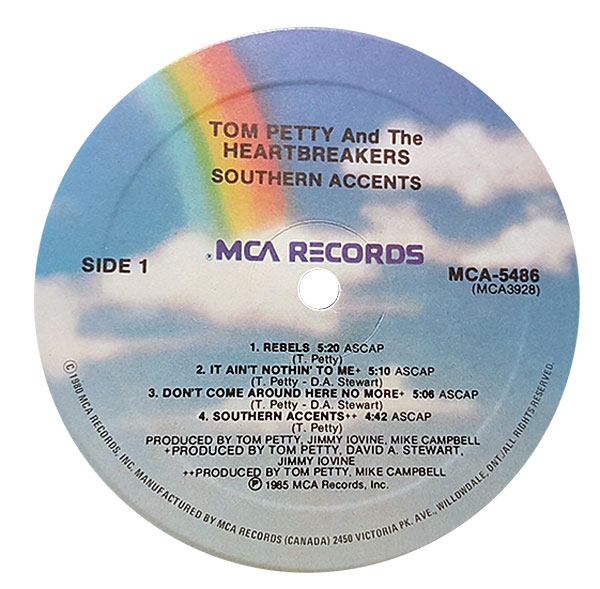 TOM PETTY And The
HEARTBREAKERS
SOUTHERN ACCENTS
MCA RECORDS
SIDE 1
MCA-5486
(MCA3928)
1. REBELS 5:20 ASCAP
(T. Petty)
2. IT AIN'T NOTHIN' TO ME+ 5:10 ASCAP
(T. Petty - D.A. Stewart)
3. DON'T COME AROUND HERE NO MORE+ 5:06 ASCAP
(T. Petty - D.A. Stewart)
4. SOUTHERN ACCENTS++ 4:42 ASCAP
(T. Petty)
PRODUCED BY TOM PETTY, JIMMY IOVINE, MIKE CAMPBELL
+PRODUCED BY TOM PETTY, DAVID A. STEWART,
JIMMY IOVINE
++PRODUCED BY TOM PETTY, MIKE CAMPBELL
℗ 1985 MCA Records, Inc.
© 1980 MCA RECORDS, INC. MANUFACTURED BY MCA RECORDS (CANADA) 2450 VICTORIA PK. AVE., WILLOWDALE, ONT./ALL RIGHTS RESERVED.